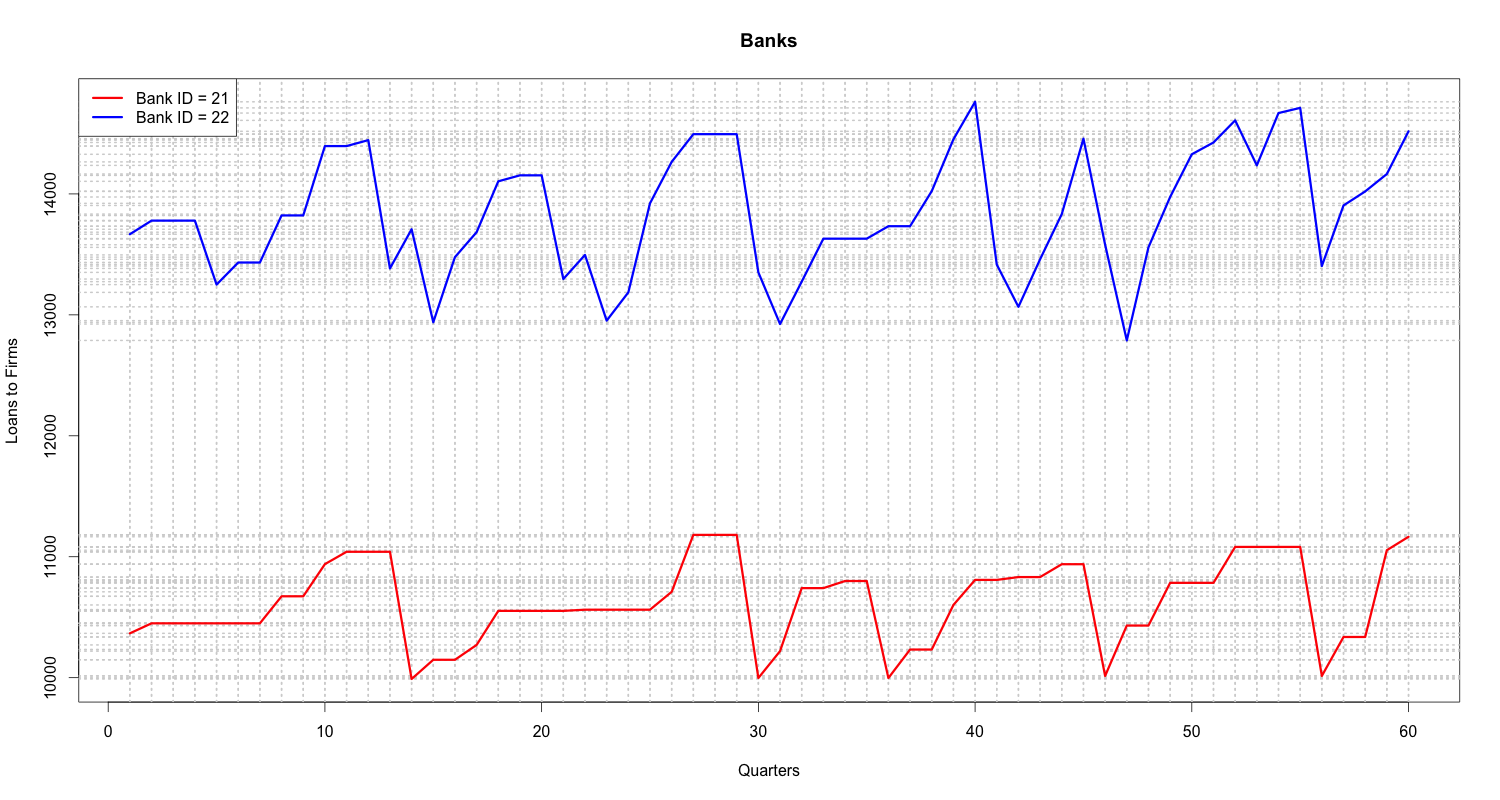 Banks
Bank ID = 21
Bank ID = 22
Loans to Firms
14000
13000
12000
11000
10000
0 10 20 30 40 50 60
Quarters